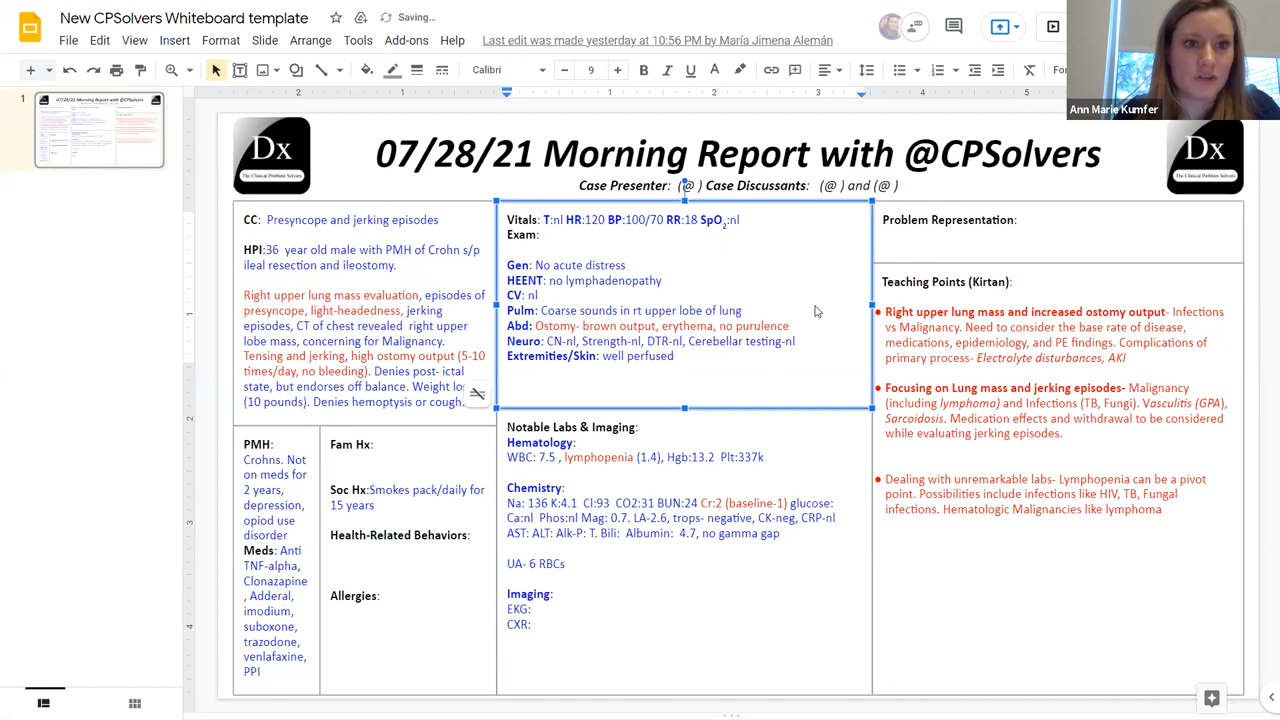 New CPSolvers Whiteboard template
Saving...
File Edit View Insert Format Slide Arrange Tools Add-ons Help Last edit was made yesterday at 10:56 PM by María Jimena Alemán
Calibri 9
Ann Marie Kumfer
2 1 1 2 3 4 5
1
Dx
The Clinical Problem Solvers
07/28/21 Morning Report with @CPSolvers
Case Presenter: (@ ) Case Discussants: (@ ) and (@ )
Dx
The Clinical Problem Solvers
CC: Presyncope and jerking episodes
HPI:36 year old male with PMH of Crohn s/p
ileal resection and ileostomy.
Right upper lung mass evaluation, episodes of
presyncope, light-headedness, jerking
episodes, CT of chest revealed right upper
lobe mass, concerning for Malignancy.
Tensing and jerking, high ostomy output (5-10
times/day, no bleeding). Denies post- ictal
state, but endorses off balance. Weight
(10 pounds). Denies hemoptysis or cough.
PMH:
Crohns. Not
on meds for
2 years,
depression,
opiod use
disorder
Meds: Anti
TNF-alpha,
Clonazapine
, Adderal,
imodium,
suboxone,
trazodone,
venlafaxine,
PPI
Fam Hx:
Soc Hx:Smokes pack/daily for
15 years
Health-Related Behaviors:
Allergies:
Vitals: T:nl HR:120 BP:100/70 RR:18 SpO2:nl
Exam:
Gen: No acute distress
HEENT: no lymphadenopathy
CV: nl
Pulm: Coarse sounds in rt upper lobe of lung
Abd: Ostomy- brown output, erythema, no purulence
Neuro: CN-nl, Strength-nl, DTR-nl, Cerebellar testing-nl
Extremities/Skin: well perfused
Notable Labs & Imaging:
Hematology:
WBC: 7.5 , lymphopenia (1.4), Hgb:13.2 Plt:337k
Chemistry:
Na: 136 K:4.1 Cl:93 CO2:31 BUN:24 Cr:2 (baseline-1) glucose:
Ca:nl Phos:nl Mag: 0.7. LA-2.6, trops- negative, CK-neg, CRP-nl
AST: ALT: Alk-P: T. Bili: Albumin: 4.7, no gamma gap
UA- 6 RBCs
Imaging:
EKG:
CXR:
Problem Representation:
Teaching Points (Kirtan):
● Right upper lung mass and increased ostomy output- Infections
vs Malignancy. Need to consider the base rate of disease,
medications, epidemiology, and PE findings. Complications of
primary process- Electrolyte disturbances, AKI
● Focusing on Lung mass and jerking episodes- Malignancy
(including lymphoma) and Infections (TB, Fungi). Vasculitis (GPA),
Sarcoidosis. Medication effects and withdrawal to be considered
while evaluating jerking episodes.
● Dealing with unremarkable labs- Lymphopenia can be a pivot
point. Possibilities include infections like HIV, TB, Fungal
infections. Hematologic Malignancies like lymphoma
1
2
3
4